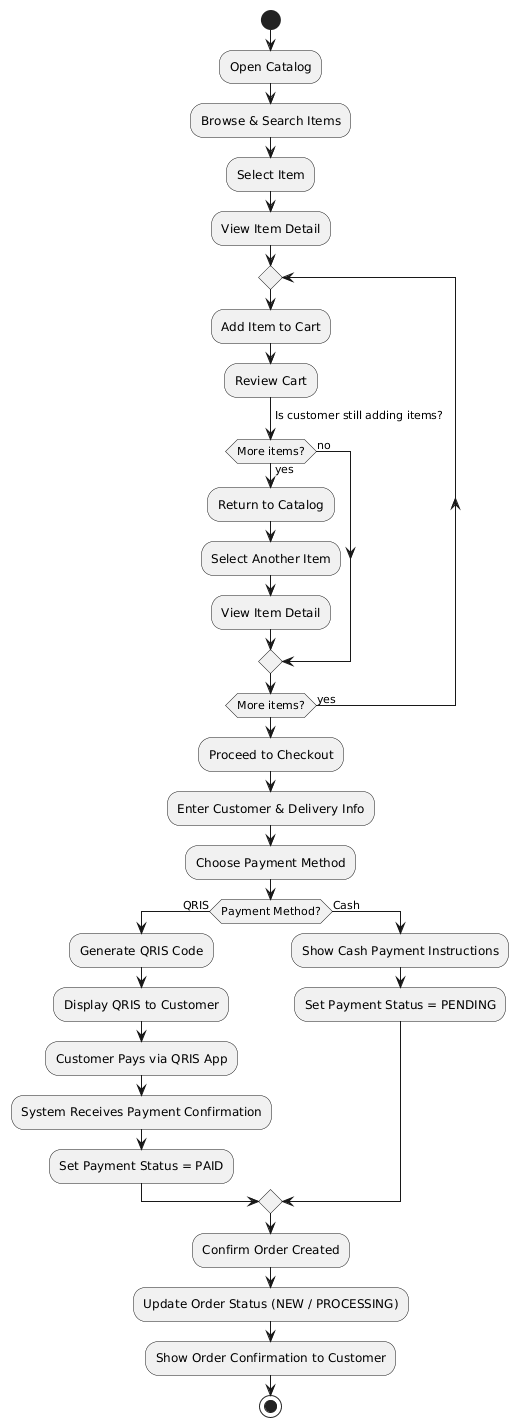 Open Catalog
Browse & Search Items
Select Item
View Item Detail
Add Item to Cart
Review Cart
Is customer still adding items?
More items?
no
yes
Return to Catalog
Select Another Item
View Item Detail
More items?
yes
Proceed to Checkout
Enter Customer & Delivery Info
Choose Payment Method
QRIS
Payment Method?
Cash
Generate QRIS Code
Show Cash Payment Instructions
Display QRIS to Customer
Set Payment Status = PENDING
Customer Pays via QRIS App
System Receives Payment Confirmation
Set Payment Status = PAID
Confirm Order Created
Update Order Status (NEW / PROCESSING)
Show Order Confirmation to Customer